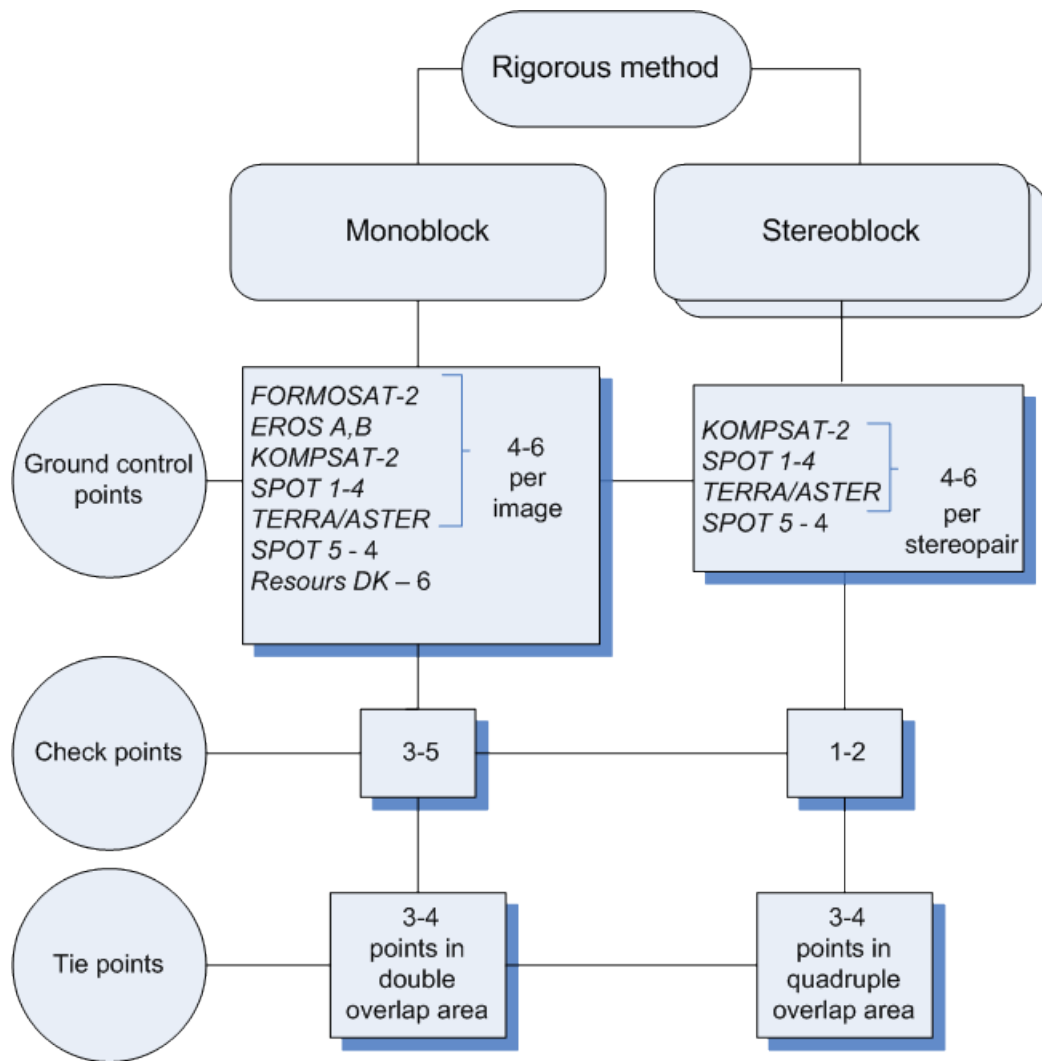 Rigorous method
Monoblock
Stereoblock
Ground control
points
FORMOSAT-2
EROS A,B
KOMPSAT-2
SPOT 1-4
TERRA/ASTER
SPOT 5 - 4
Resours DK – 6
4-6
per
image
KOMPSAT-2
SPOT 1-4
TERRA/ASTER
SPOT 5 - 4
4-6
per
stereopair
Check points
3-5
1-2
Tie points
3-4
points in
double
overlap area
3-4
points in
quadruple
overlap area